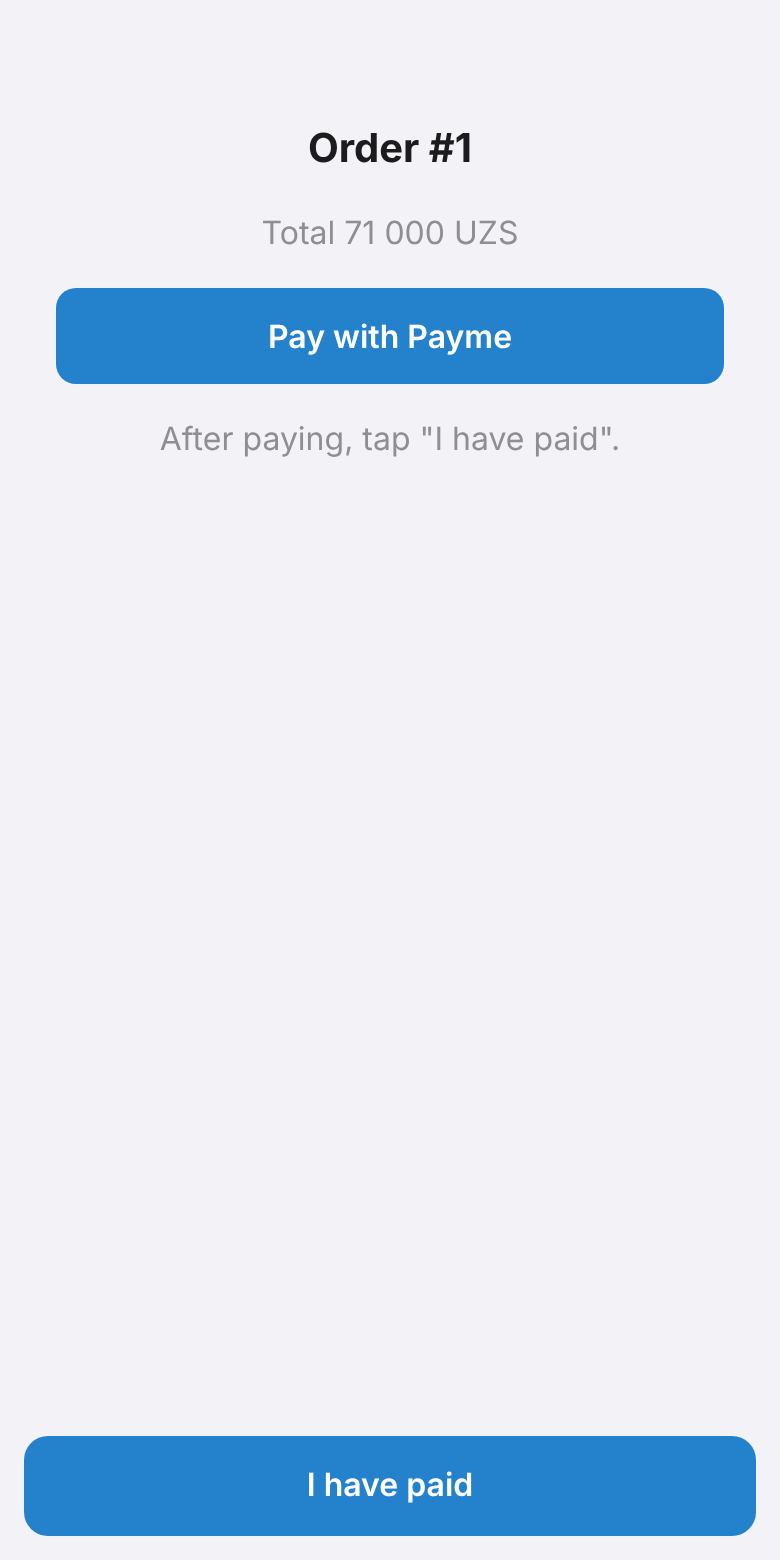 Order #1
Total 71 000 UZS
Pay with Payme
After paying, tap "I have paid".
I have paid